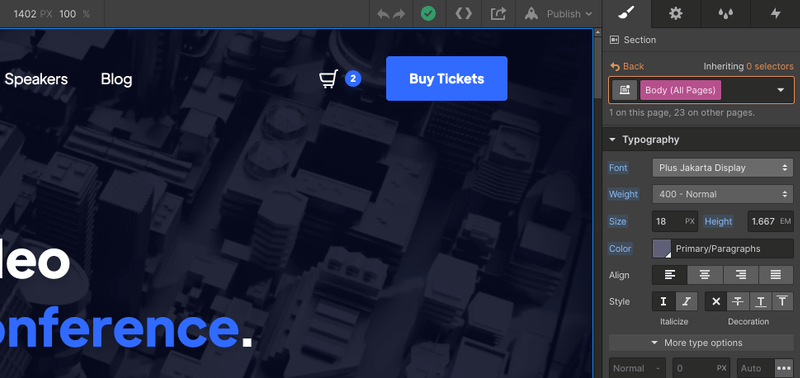 1402 PX 100 %
Publish
Section
Back
Inheriting 0 selectors
Body (All Pages)
1 on this page, 23 on other pages.
Typography
Font Plus Jakarta Display
Weight 400 - Normal
Size 18 PX Height 1.667 EM
Color Primary/Paragraphs
Align
Style
Italicize Decoration
More type options
Normal - 0 PX Auto
Speakers Blog 2 Buy Tickets
deo
onference.